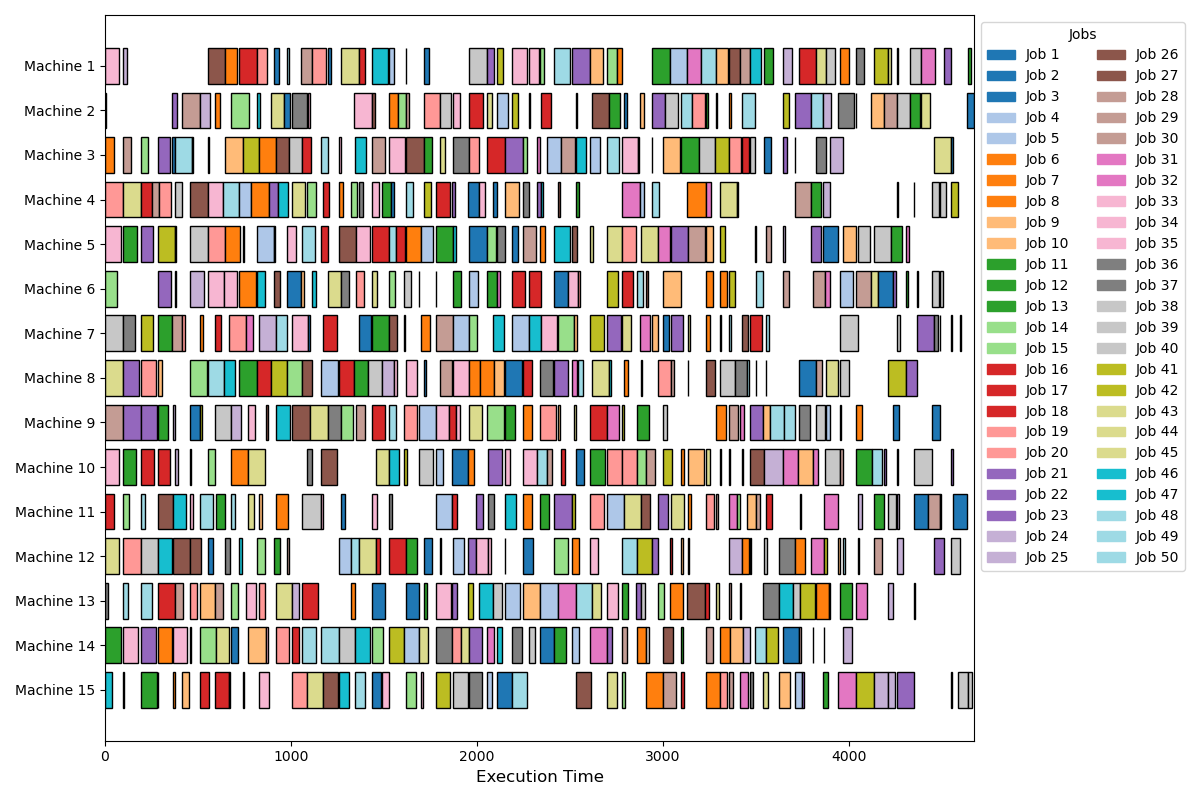 Machine 1
Machine 2
Machine 3
Machine 4
Machine 5
Machine 6
Machine 7
Machine 8
Machine 9
Machine 10
Machine 11
Machine 12
Machine 13
Machine 14
Machine 15
0 1000 2000 3000 4000
Execution Time
Jobs
Job 1 Job 26
Job 2 Job 27
Job 3 Job 28
Job 4 Job 29
Job 5 Job 30
Job 6 Job 31
Job 7 Job 32
Job 8 Job 33
Job 9 Job 34
Job 10 Job 35
Job 11 Job 36
Job 12 Job 37
Job 13 Job 38
Job 14 Job 39
Job 15 Job 40
Job 16 Job 41
Job 17 Job 42
Job 18 Job 43
Job 19 Job 44
Job 20 Job 45
Job 21 Job 46
Job 22 Job 47
Job 23 Job 48
Job 24 Job 49
Job 25 Job 50